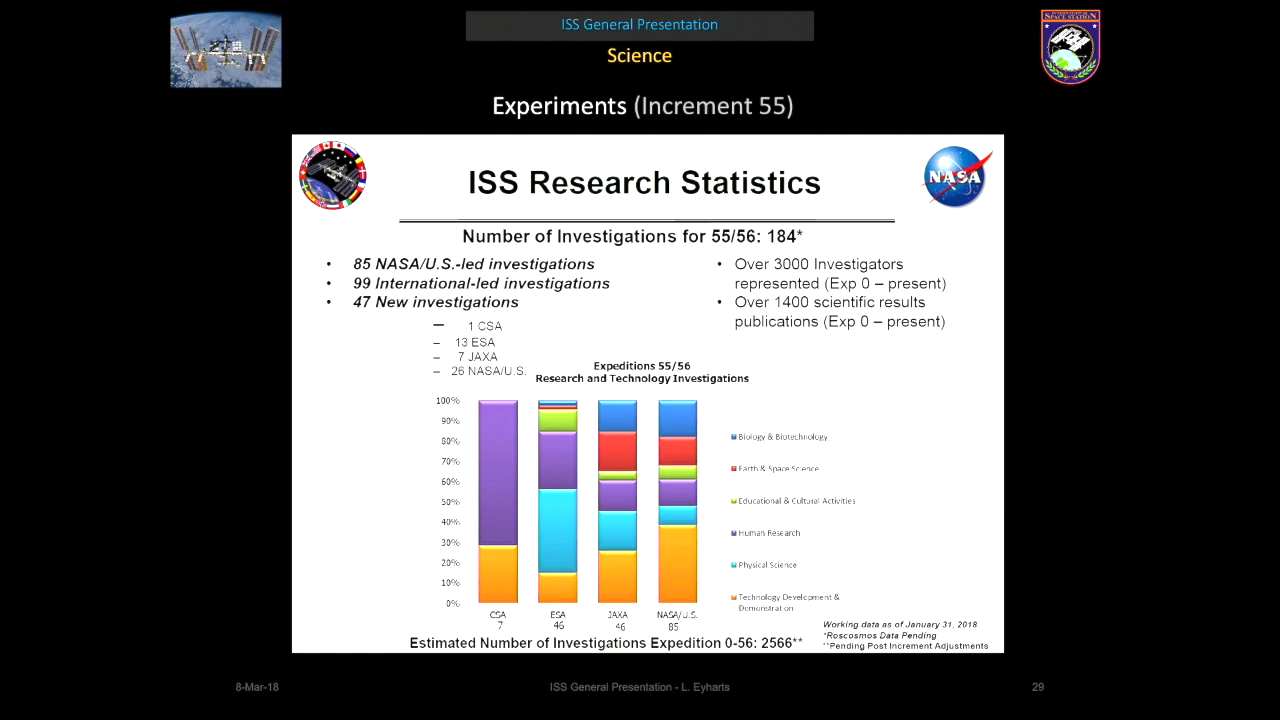 ISS General Presentation
Science
INTERNATIONAL
SPACE STATION
Experiments (Increment 55)
ISS Research Statistics
NASA
Number of Investigations for 55/56: 184*
• 85 NASA/U.S.-led investigations
• 99 International-led investigations
• 47 New investigations
– 1 CSA
– 13 ESA
– 7 JAXA
– 26 NASA/U.S.
• Over 3000 Investigators
represented (Exp 0 – present)
• Over 1400 scientific results
publications (Exp 0 – present)
Expeditions 55/56
Research and Technology Investigations
100%
90%
80%
70%
60%
50%
40%
30%
20%
10%
0%
CSA
7
ESA
46
JAXA
46
NASA/U.S.
85
Biology & Biotechnology
Earth & Space Science
Educational & Cultural Activities
Human Research
Physical Science
Technology Development &
Demonstration
Estimated Number of Investigations Expedition 0-56: 2566**
Working data as of January 31, 2018
*Roscosmos Data Pending
**Pending Post Increment Adjustments
8-Mar-18
ISS General Presentation - L. Eyharts
29